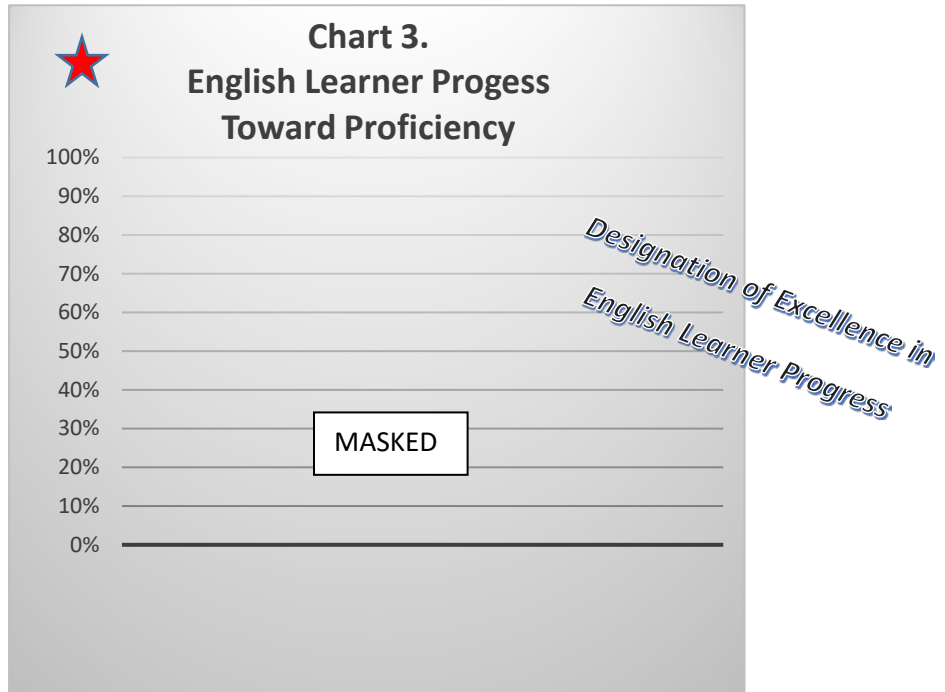 Chart 3.
English Learner Progess
Toward Proficiency
100%
90%
80%
70%
60%
50%
40%
30%
20%
10%
0%
MASKED
Designation of Excellence in
English Learner Progress